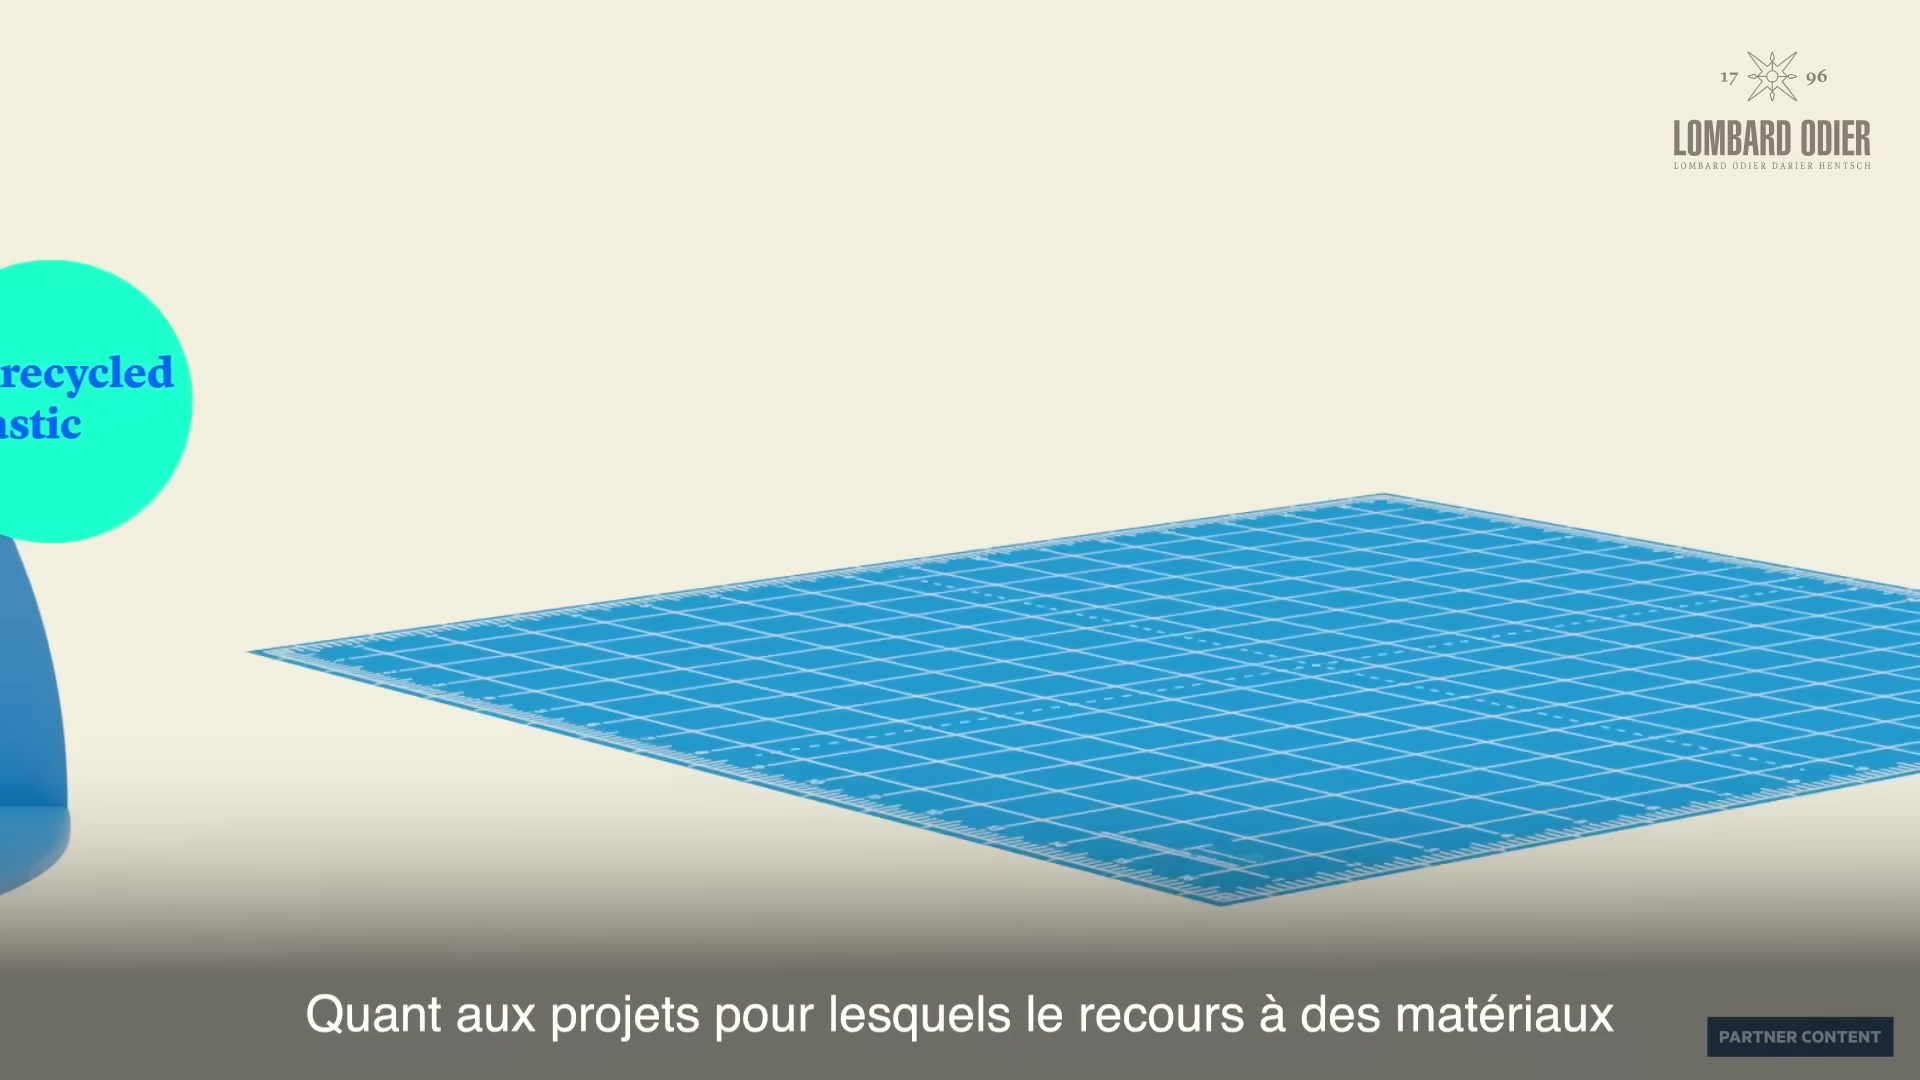 17 96
LOMBARD ODIER
LOMBARD ODIER DARIER HENTSCH
recycled
astic
Quant aux projets pour lesquels le recours à des matériaux
PARTNER CONTENT